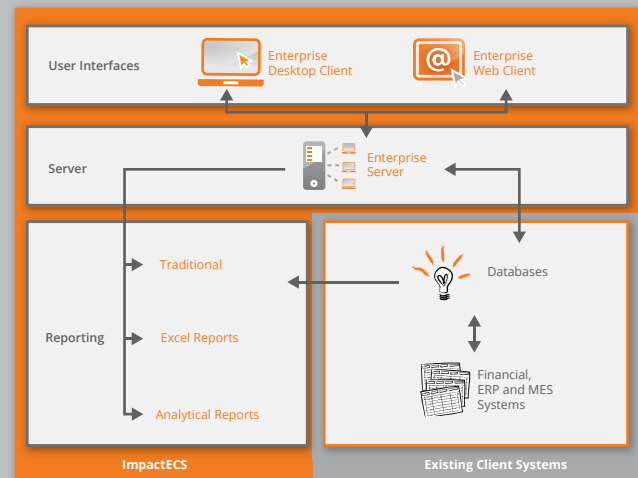 User Interfaces
Enterprise
Desktop Client
@
Enterprise
Web Client
Server
Enterprise
Server
Reporting
Traditional
Excel Reports
Analytical Reports
Databases
Financial,
ERP and MES
Systems
ImpactECS
Existing Client Systems